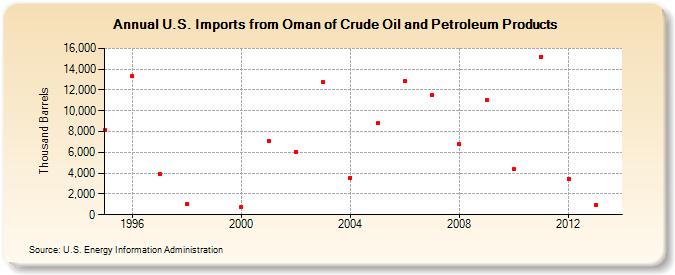 Annual U.S. Imports from Oman of Crude Oil and Petroleum Products
Thousand Barrels
16,000
14,000
12,000
10,000
8,000
6,000
4,000
2,000
0
1996 2000 2004 2008 2012
Source: U.S. Energy Information Administration